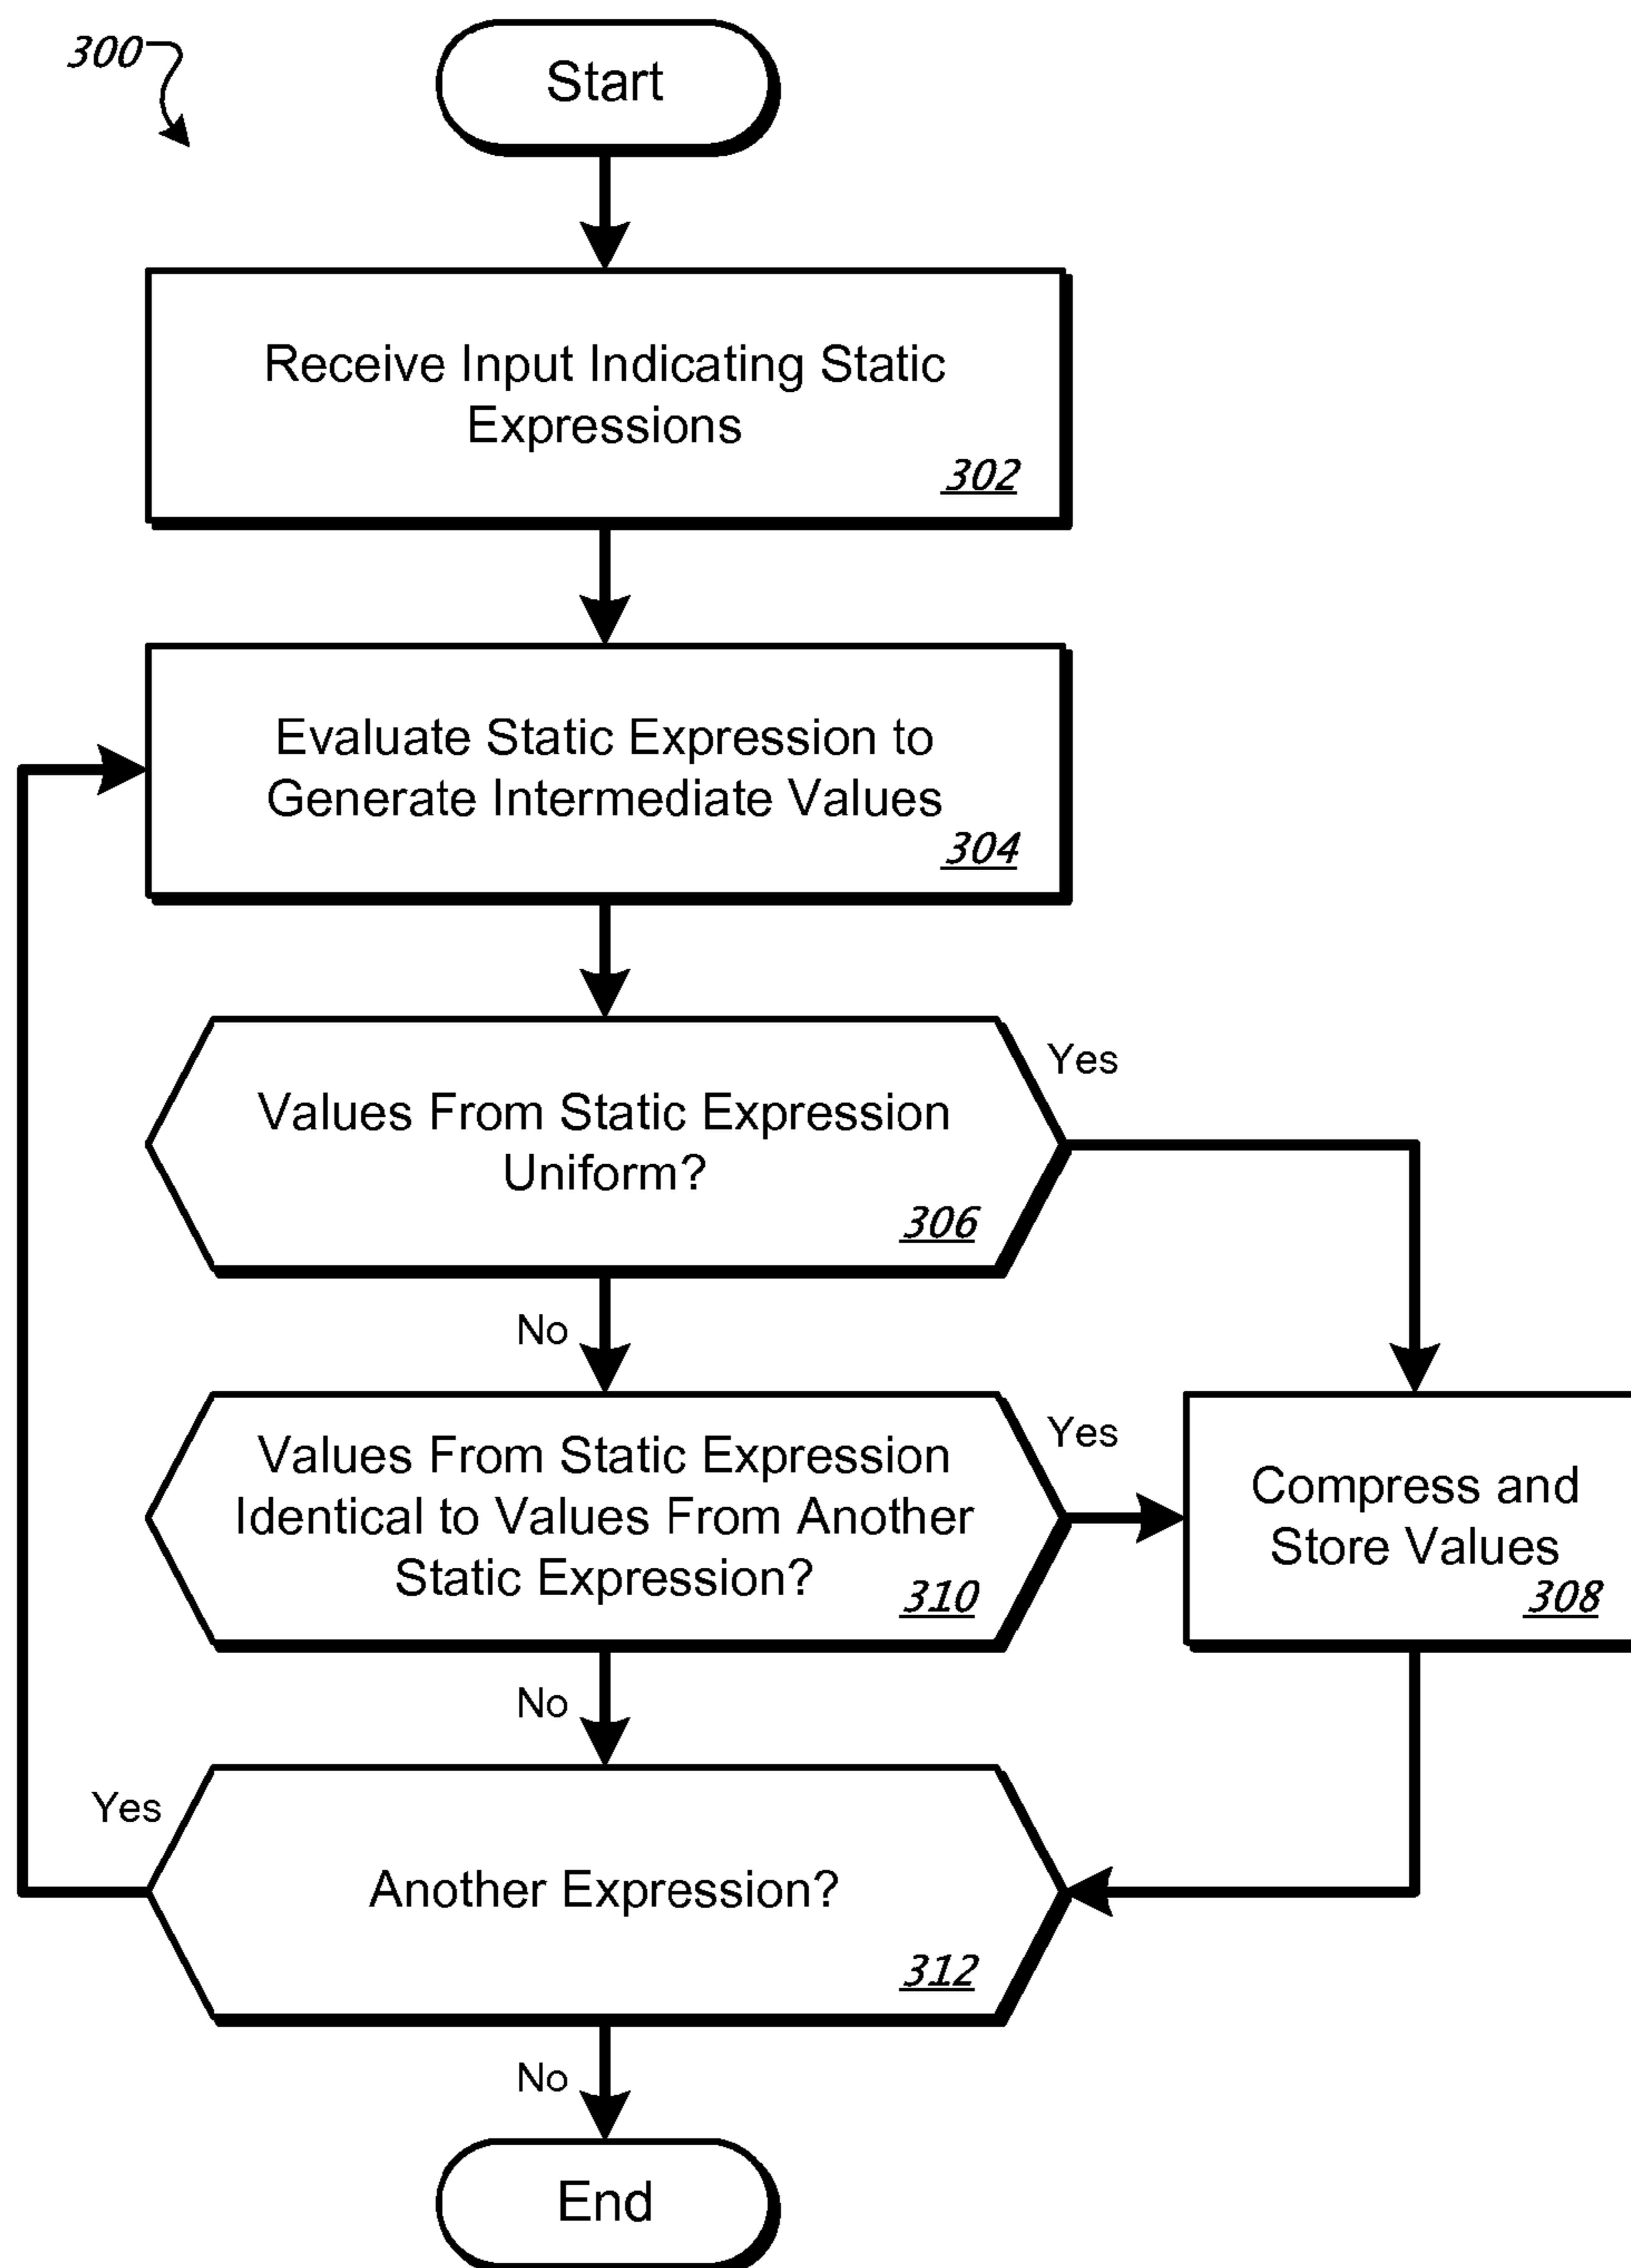 300
Start
Receive Input Indicating Static
Expressions
302
Evaluate Static Expression to
Generate Intermediate Values
304
Yes
Values From Static Expression
Uniform?
306
No
Yes
Values From Static Expression
Identical to Values From Another
Static Expression?
310
Compress and
Store Values
308
No
Yes
Another Expression?
312
No
End